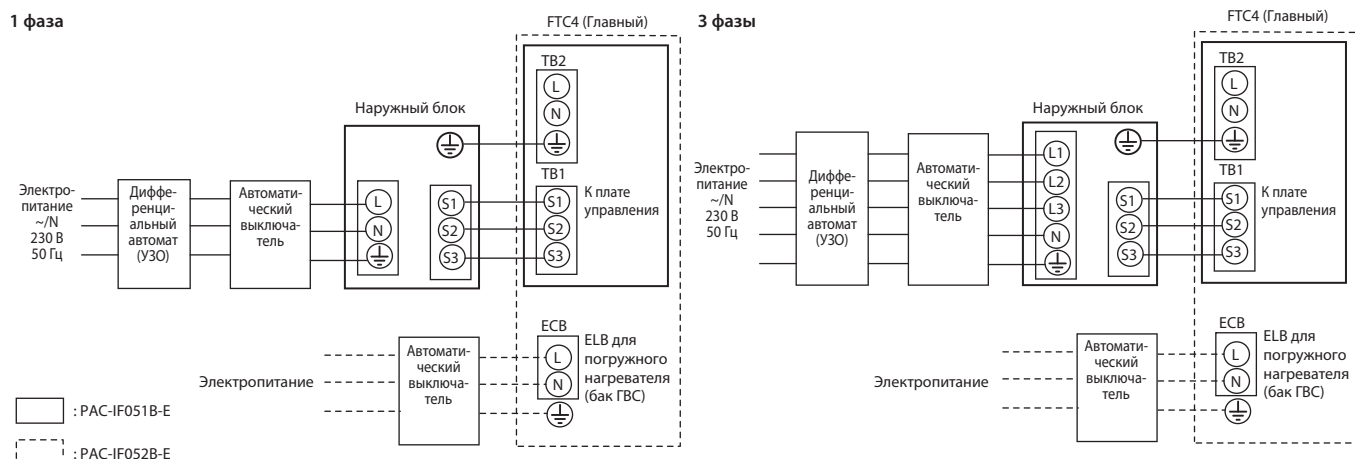 1 фаза
FTC4 (Главный)
TB2
L
N
Наружный блок
TB1
Электро-
питание
~/N
230 В
50 Гц
Диффе-
ренци-
альный
автомат
(УЗО)
Автомати-
ческий
выключа-
тель
L
N
S1
S2
S3
S1
S2
S3
К плате
управления
ECB
L
N
ELB для
погружного
нагревателя
(бак ГВС)
Автомати-
ческий
выключа-
тель
Электропитание
: PAC-IF051B-E
: PAC-IF052B-E
3 фазы
FTC4 (Главный)
TB2
L
N
Наружный блок
TB1
Электро-
питание
~/N
230 В
50 Гц
Диффе-
ренци-
альный
автомат
(УЗО)
Автомати-
ческий
выключа-
тель
L1
L2
L3
N
S1
S2
S3
S1
S2
S3
К плате
управления
ECB
L
N
ELB для
погружного
нагревателя
(бак ГВС)
Автомати-
ческий
выключа-
тель
Электропитание